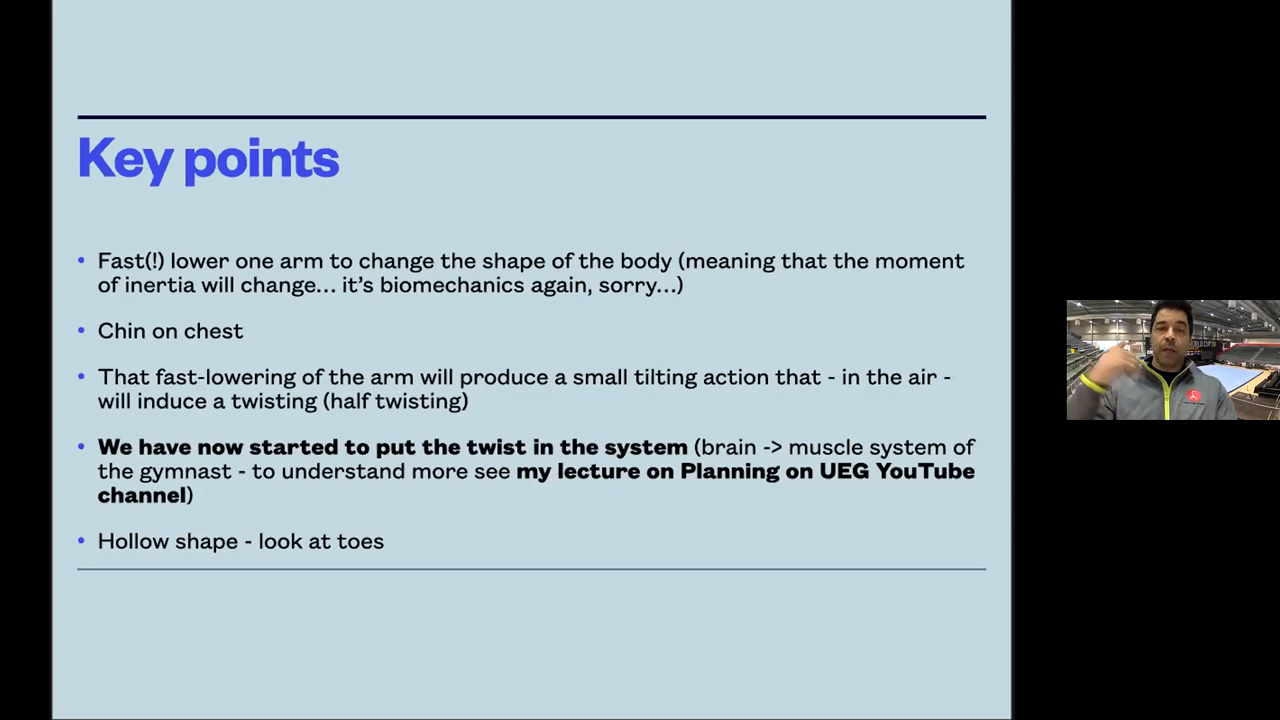 Key points
• Fast(!) lower one arm to change the shape of the body (meaning that the moment
of inertia will change... it's biomechanics again, sorry...)
• Chin on chest
• That fast-lowering of the arm will produce a small tilting action that - in the air -
will induce a twisting (half twisting)
• We have now started to put the twist in the system (brain -> muscle system of
the gymnast - to understand more see my lecture on Planning on UEG YouTube
channel)
• Hollow shape - look at toes